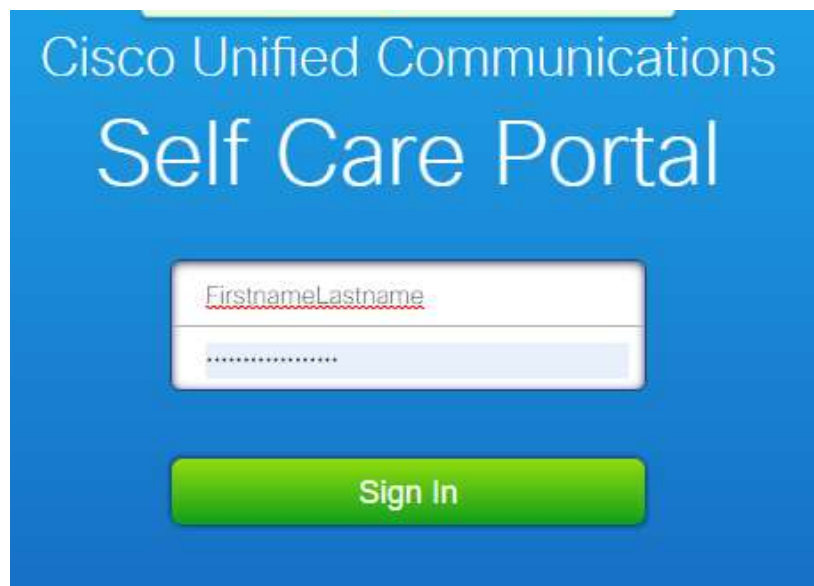 Cisco Unified Communications
Self Care Portal
FirstnameLastname
••••••••••••••••••
Sign In